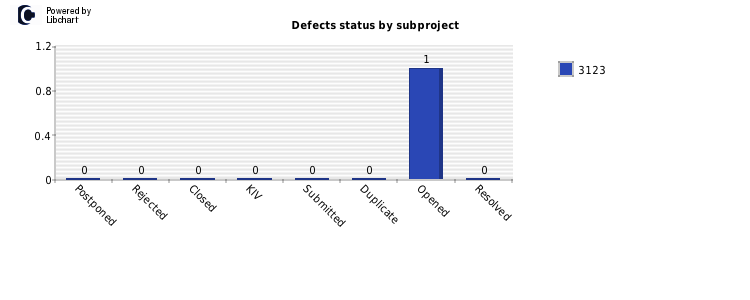 Powered by
Libchart
Defects status by subproject
1.2
0.8
0.4
0
0
0
0
0
0
0
1
0
Postponed
Rejected
Closed
KIV
Submitted
Duplicate
Opened
Resolved
3123